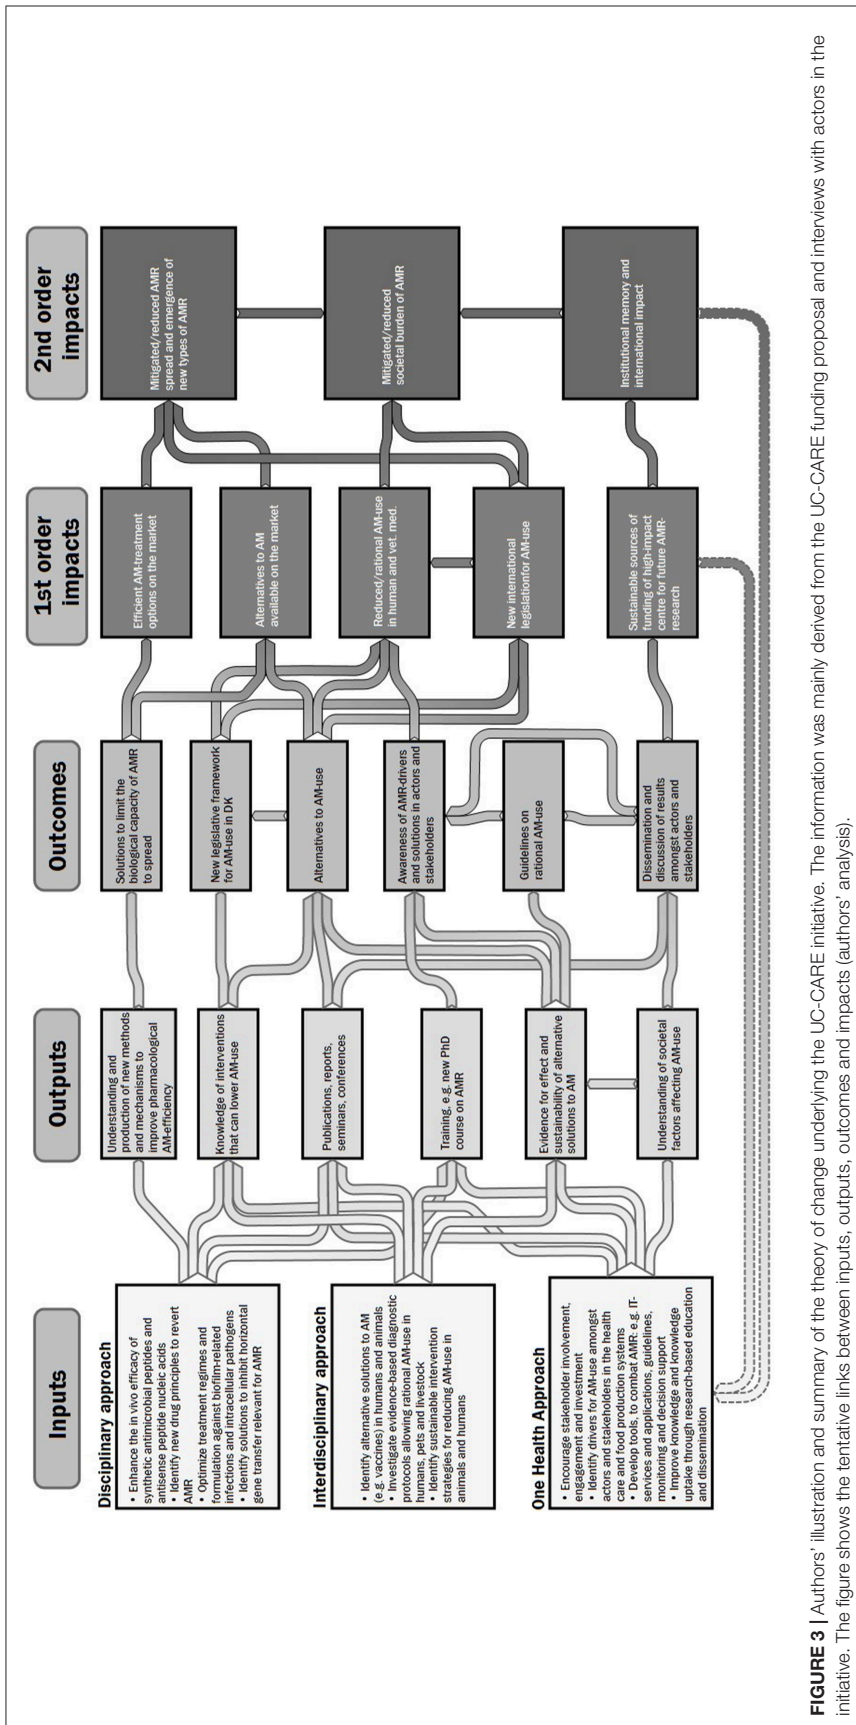 Inputs
Outputs
Outcomes
1st order
impacts
2nd order
impacts
Disciplinary approach
• Enhance the in vivo efficacy of
synthetic antimicrobial peptides and
antisense peptide nucleic acids
• Identify new drug principles to revert
AMR
• Optimize treatment regimes and
formulation against biofilm-related
infections and intracellular pathogens
• Identify solutions to inhibit horizontal
gene transfer relevant for AMR
Interdisciplinary approach
• Identify alternative solutions to AM
(e.g. vaccines) in humans and animals
• Investigate evidence-based diagnostic
protocols allowing rational AM-use in
humans, pets and livestock
• Identify sustainable intervention
strategies for reducing AM-use in
animals and humans
One Health Approach
• Encourage stakeholder involvement,
engagement and investment
• Identify drivers for AM-use amongst
actors and stakeholders in the health
care and food production systems
• Develop tools, to combat AMR: e.g. IT-
services and applications, guidelines,
monitoring and decision support
• Improve knowledge and knowledge
uptake through research-based education
and dissemination
Understanding and
production of new methods
and mechanisms to
improve pharmacological
AM-efficiency
Knowledge of interventions
that can lower AM-use
Publications, reports,
seminars, conferences
Training, e.g. new PhD
course on AMR
Evidence for effect and
sustainability of alternative
solutions to AM
Understanding of societal
factors affecting AM-use
Solutions to limit the
biological capacity of AMR
to spread
New legislative framework
for AM-use in DK
Alternatives to AM-use
Awareness of AMR-drivers
and solutions in actors and
stakeholders
Guidelines on
rational AM-use
Dissemination and
discussion of results
amongst actors and
stakeholders
Efficient AM-treatment
options on the market
Alternatives to AM
available on the market
Reduced/rational AM-use
in human and vet. med.
New international
legislationfor AM-use
Sustainable sources of
funding of high-impact
centre for future AMR-
research
Mitigated/reduced AMR
spread and emergence of
new types of AMR
Mitigated/reduced
societal burden of AMR
Institutional memory and
international impact
FIGURE 3 | Authors' illustration and summary of the theory of change underlying the UC-CARE initiative. The information was mainly derived from the UC-CARE funding proposal and interviews with actors in the
initiative. The figure shows the tentative links between inputs, outputs, outcomes and impacts (authors' analysis).